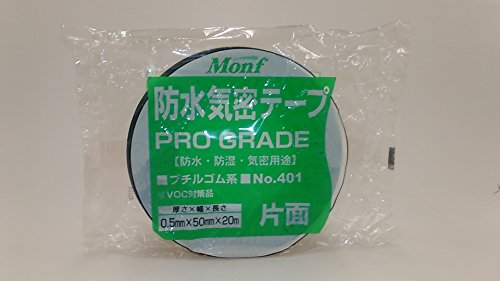 Monf
防水気密テープ
PRO GRADE
【防水・防湿・気密用途】
■ブチルゴム系■No.401
■VOC対策品
厚さ×幅×長さ
0.5mm×50mm×20m
片面